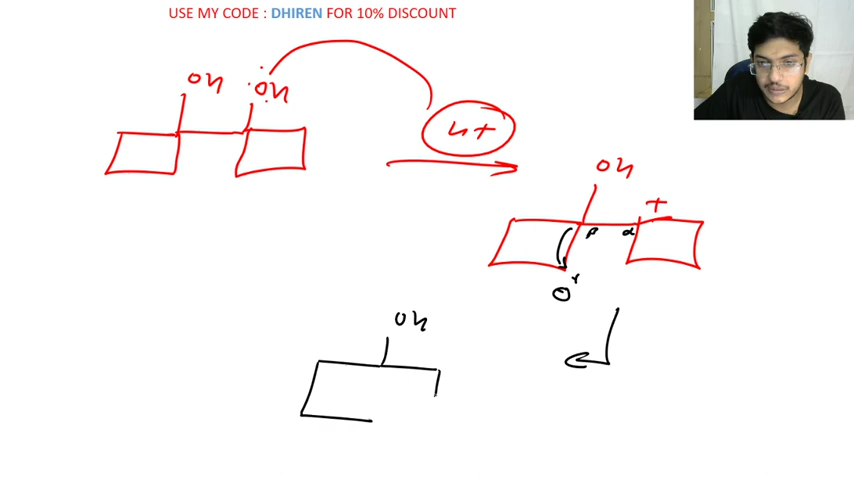 USE MY CODE : DHIREN FOR 10% DISCOUNT
OH OH
H+
OH
+
β α
γ
OH